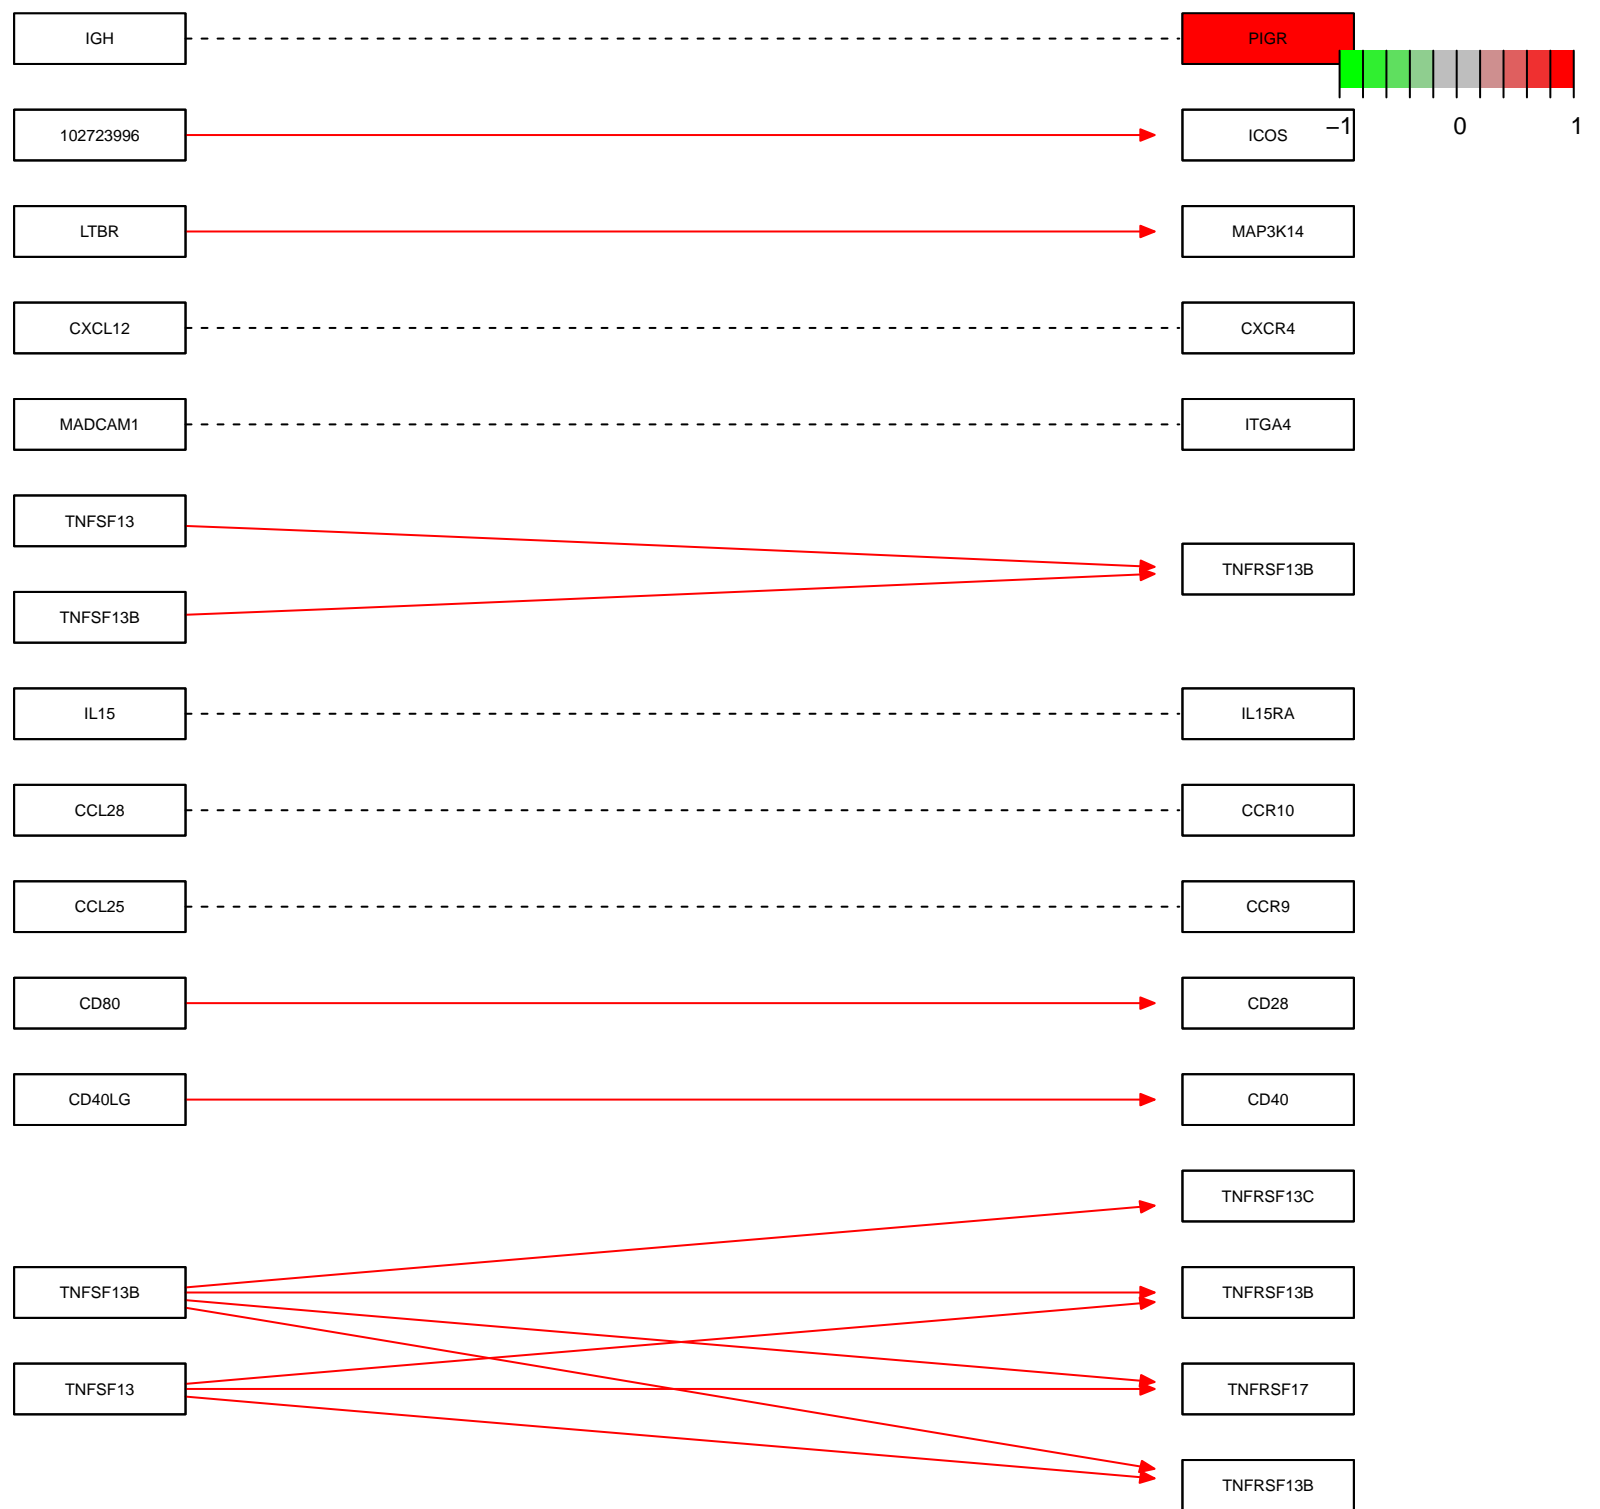 IGH PIGR
102723996 ICOS −1 0 1
LTBR MAP3K14
CXCL12 CXCR4
MADCAM1 ITGA4
TNFSF13
TNFRSF13B
TNFSF13B
IL15 IL15RA
CCL28 CCR10
CCL25 CCR9
CD80 CD28
CD40LG CD40
TNFRSF13C
TNFSF13B TNFRSF13B
TNFSF13 TNFRSF17
TNFRSF13B